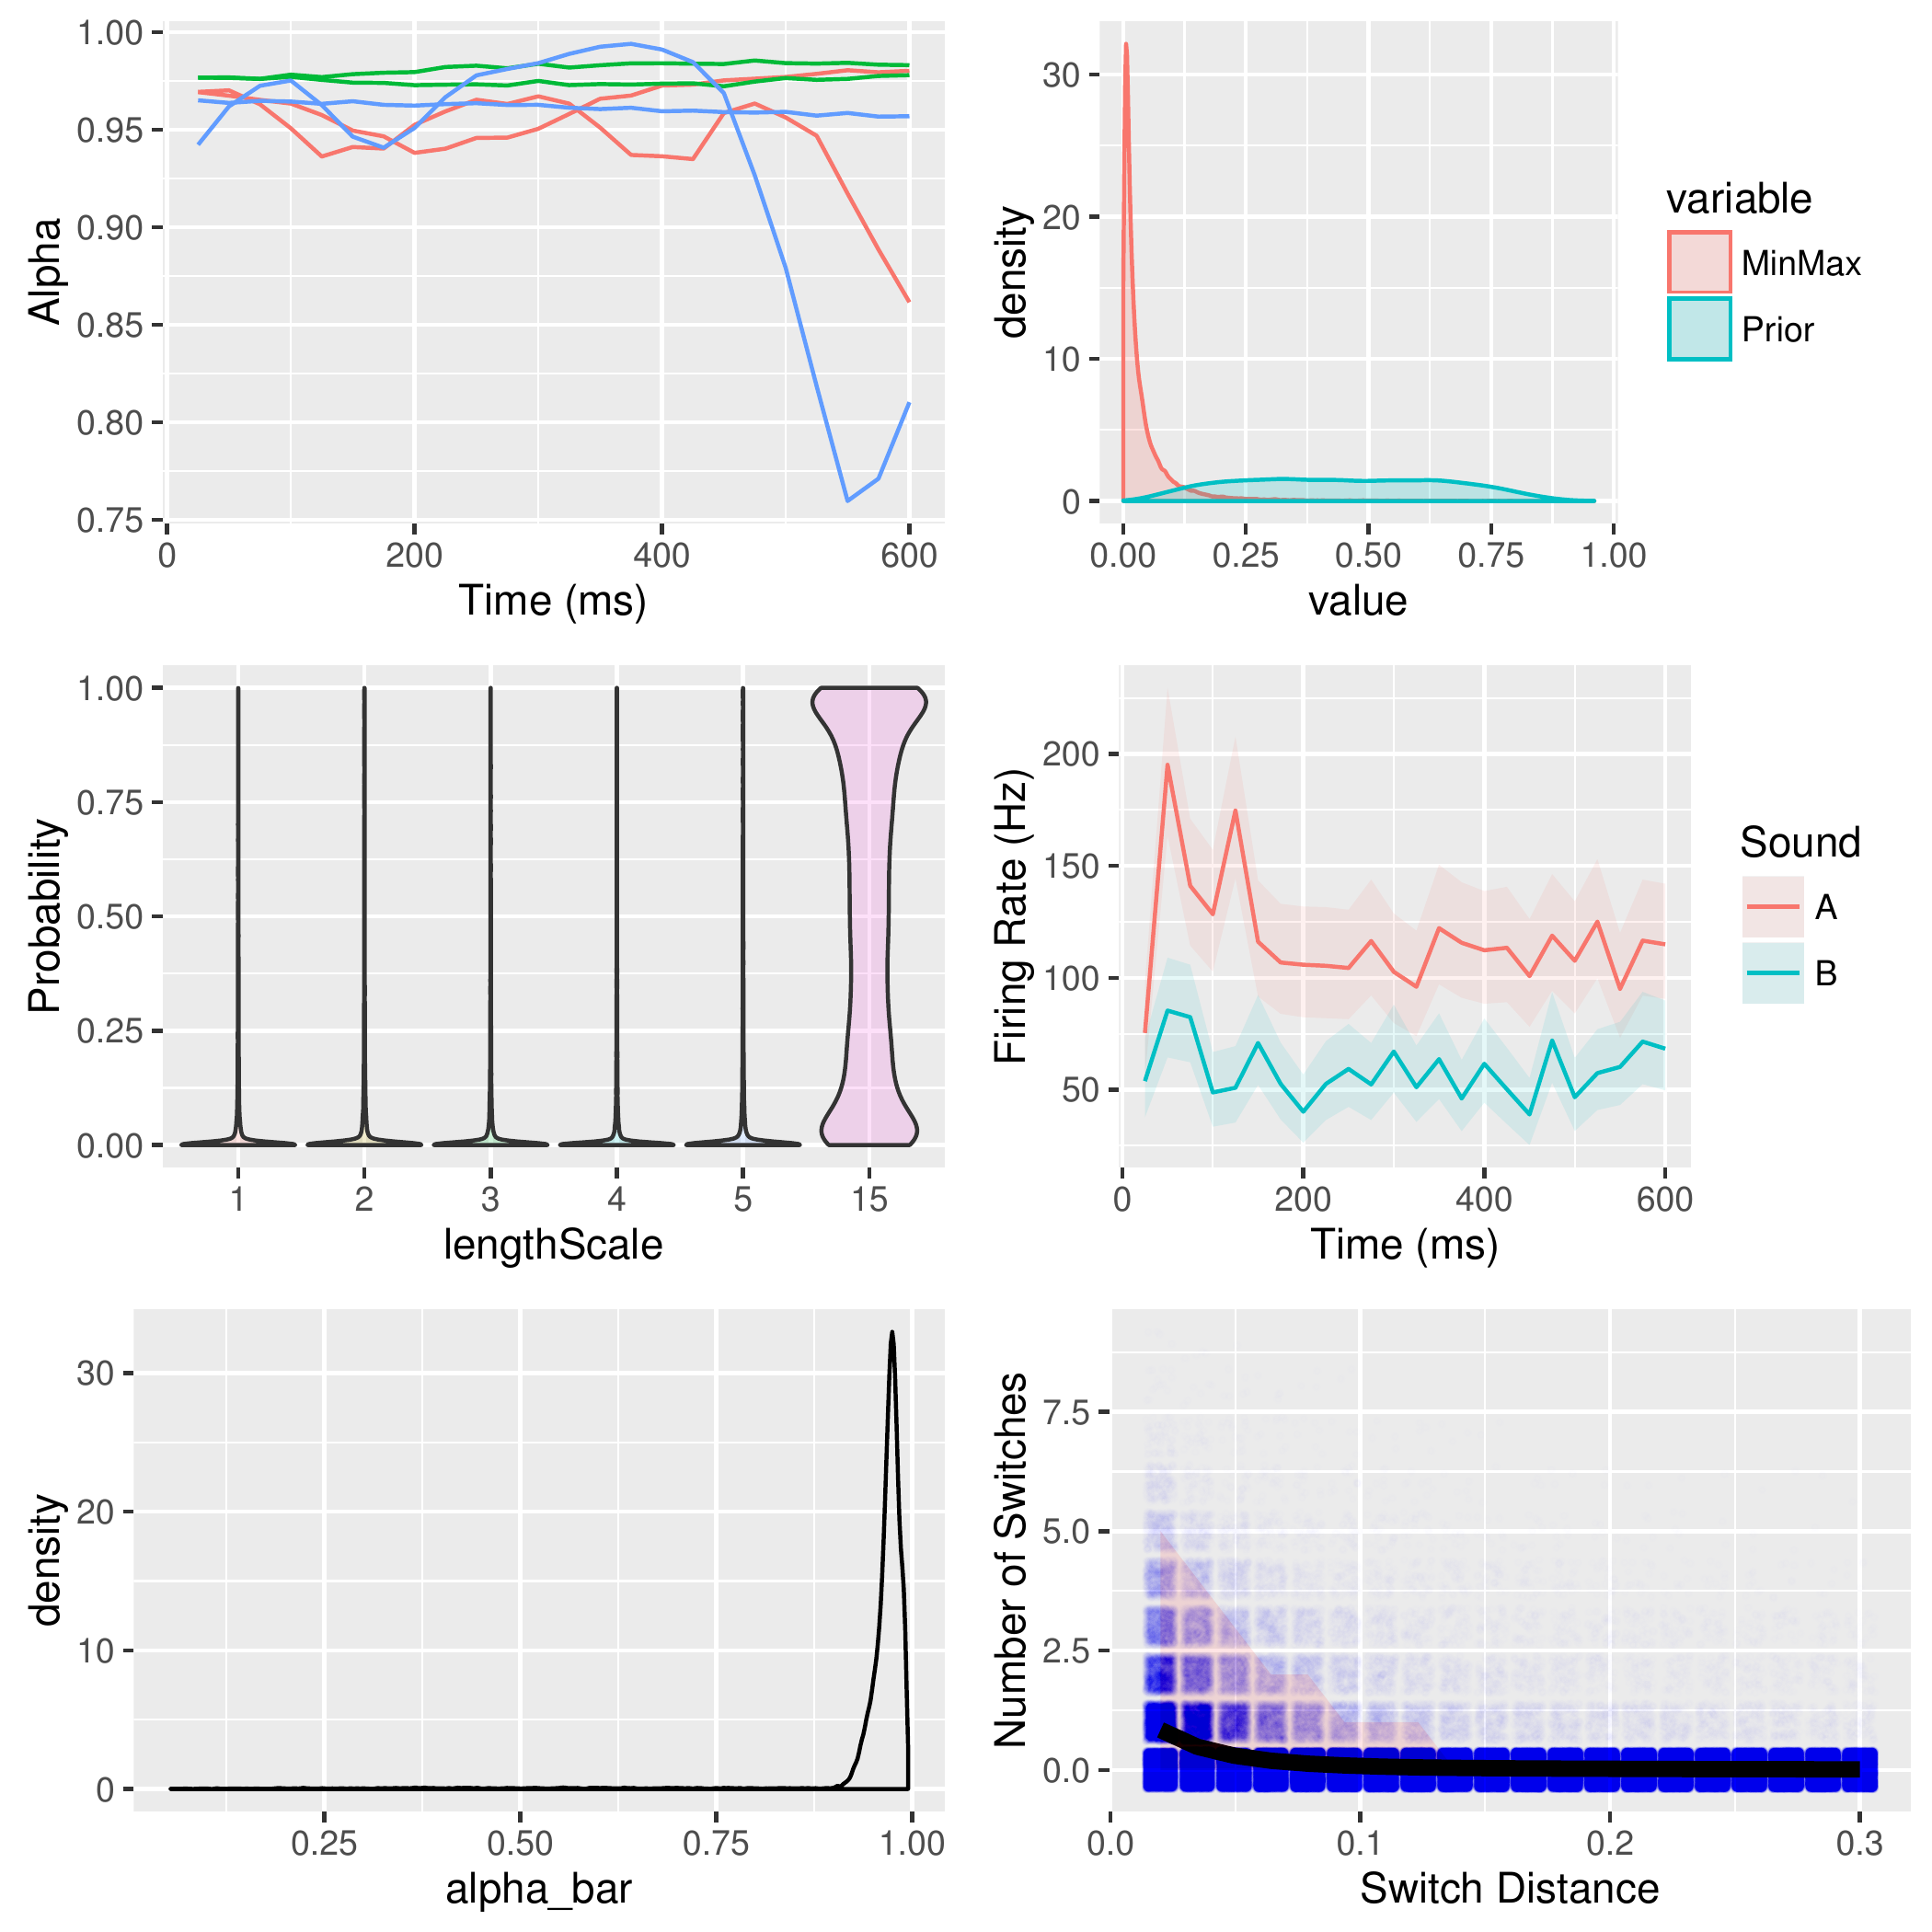 1.00
0.95
0.90
0.85
0.80
0.75
Alpha
0 200 400 600
Time (ms)
30
20
10
0
density
0.00 0.25 0.50 0.75 1.00
value
variable
MinMax
Prior
1.00
0.75
0.50
0.25
0.00
Probability
1 2 3 4 5 15
lengthScale
200
150
100
50
Firing Rate (Hz)
0 200 400 600
Time (ms)
Sound
A
B
30
20
10
0
density
0.25 0.50 0.75 1.00
alpha_bar
7.5
5.0
2.5
0.0
Number of Switches
0.0 0.1 0.2 0.3
Switch Distance